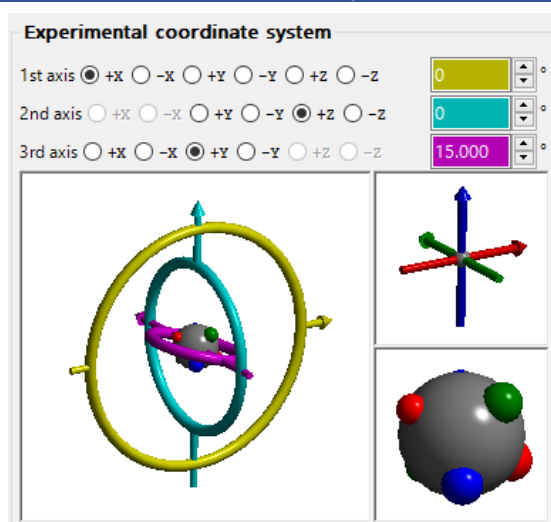 Experimental coordinate system
1st axis +X -X +Y -Y +Z -Z 0 °
2nd axis +X -X +Y -Y +Z -Z 0 °
3rd axis +X -X +Y -Y +Z -Z 15.000 °